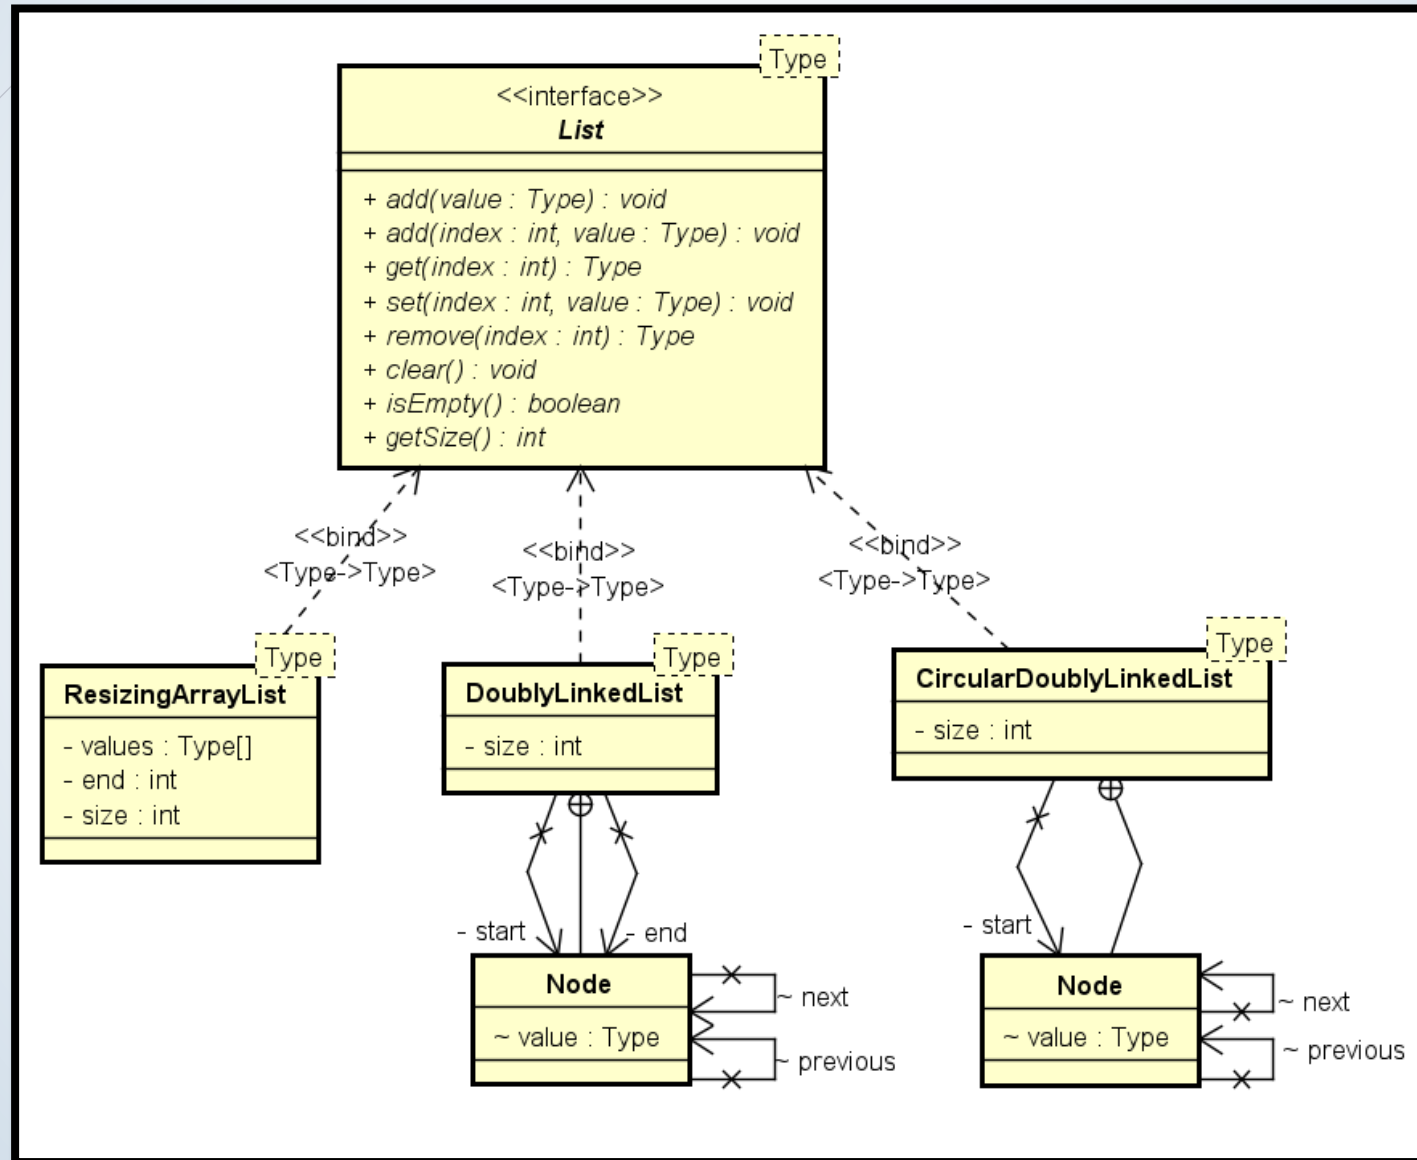 Type
<<interface>>
List
+ add(value : Type) : void
+ add(index : int, value : Type) : void
+ get(index : int) : Type
+ set(index : int, value : Type) : void
+ remove(index : int) : Type
+ clear() : void
+ isEmpty() : boolean
+ getSize() : int
<<bind>>
<Type->Type>
<<bind>>
<Type->Type>
<<bind>>
<Type->Type>
Type
ResizingArrayList
- values : Type[]
- end : int
- size : int
Type
DoublyLinkedList
- size : int
Type
CircularDoublyLinkedList
- size : int
- start
- end
Node
~ value : Type
~ next
~ previous
- start
Node
~ value : Type
~ next
~ previous